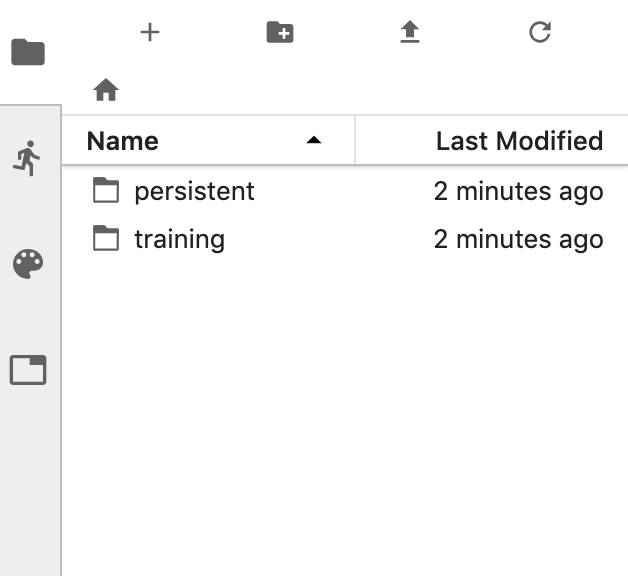 Name Last Modified
persistent 2 minutes ago
training 2 minutes ago